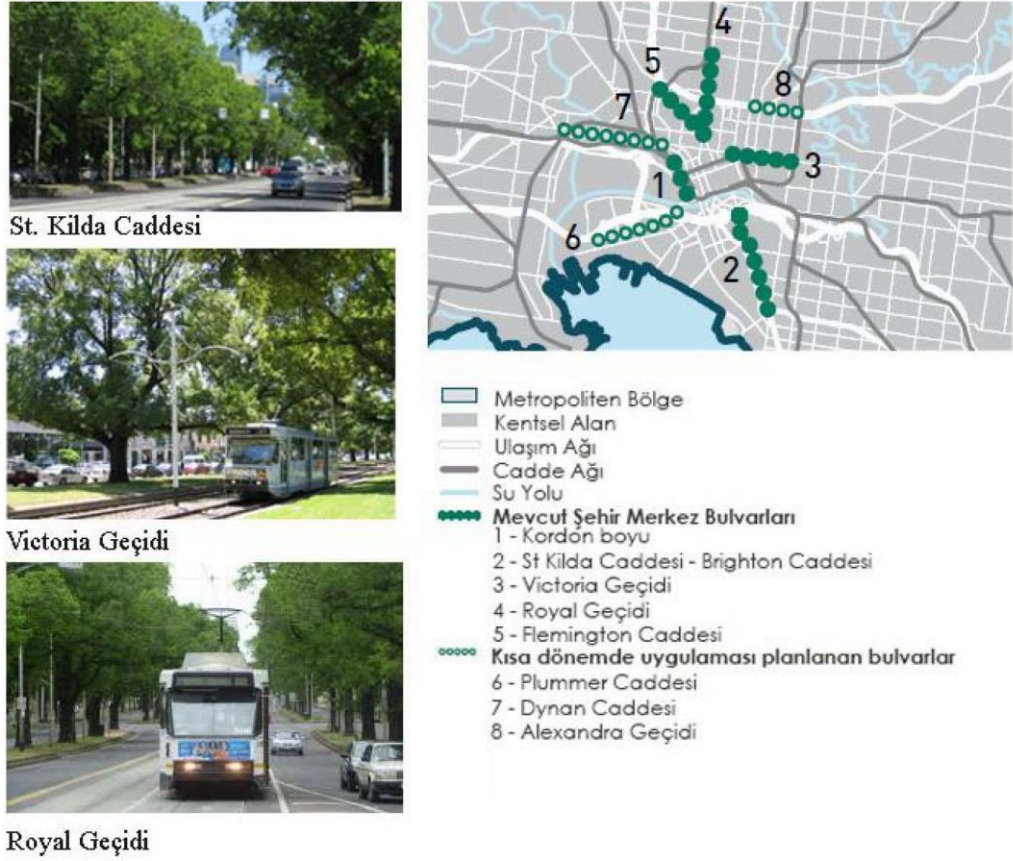 St. Kilda Caddesi
Victoria Geçidi
Royal Geçidi
4
5
8
7
3
1
6
2
Metropoliten Bölge
Kentsel Alan
Ulaşım Ağı
Cadde Ağı
Su Yolu
Mevcut Şehir Merkez Bulvarları
1 - Kordon boyu
2 - St Kilda Caddesi - Brighton Caddesi
3 - Victoria Geçidi
4 - Royal Geçidi
5 - Flemington Caddesi
Kısa dönemde uygulaması planlanan bulvarlar
6 - Plummer Caddesi
7 - Dynan Caddesi
8 - Alexandra Geçidi